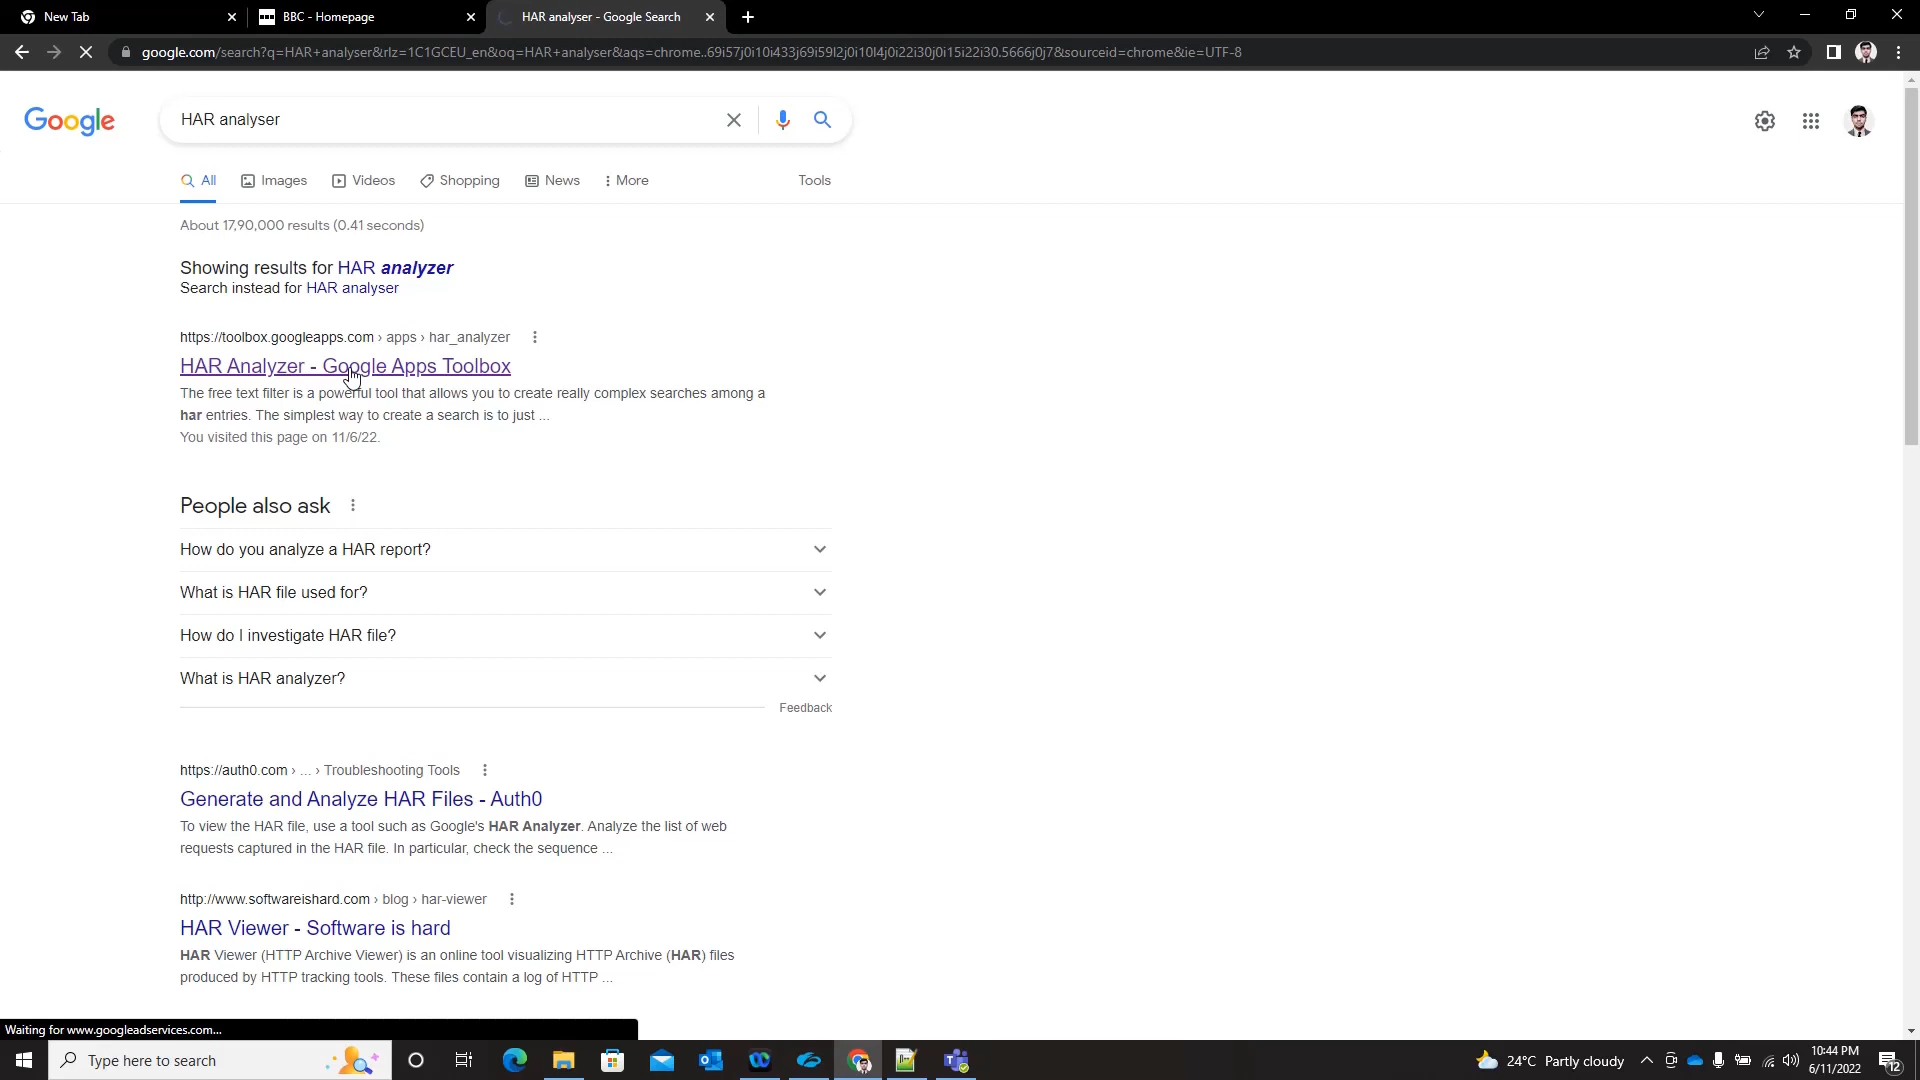 New Tab
BBC - Homepage
HAR analyser - Google Search
google.com/search?q=HAR+analyser&rlz=1C1GCEU_en&oq=HAR+analyser&aqs=chrome..69i57j0i10i433j69i59l2j0i10l4j0i22i30j0i15i22i30.5666j0j7&sourceid=chrome&ie=UTF-8
Google
HAR analyser
All
Images
Videos
Shopping
News
More
Tools
About 17,90,000 results (0.41 seconds)
Showing results for HAR analyzer
Search instead for HAR analyser
https://toolbox.googleapps.com › apps › har_analyzer
HAR Analyzer - Google Apps Toolbox
The free text filter is a powerful tool that allows you to create really complex searches among a
har entries. The simplest way to create a search is to just ...
You visited this page on 11/6/22.
People also ask
How do you analyze a HAR report?
What is HAR file used for?
How do I investigate HAR file?
What is HAR analyzer?
Feedback
https://auth0.com › ... › Troubleshooting Tools
Generate and Analyze HAR Files - Auth0
To view the HAR file, use a tool such as Google's HAR Analyzer. Analyze the list of web
requests captured in the HAR file. In particular, check the sequence ...
http://www.softwareishard.com › blog › har-viewer
HAR Viewer - Software is hard
HAR Viewer (HTTP Archive Viewer) is an online tool visualizing HTTP Archive (HAR) files
produced by HTTP tracking tools. These files contain a log of HTTP ...
Waiting for www.googleadservices.com...
Type here to search
24°C Partly cloudy
10:44 PM
6/11/2022
12